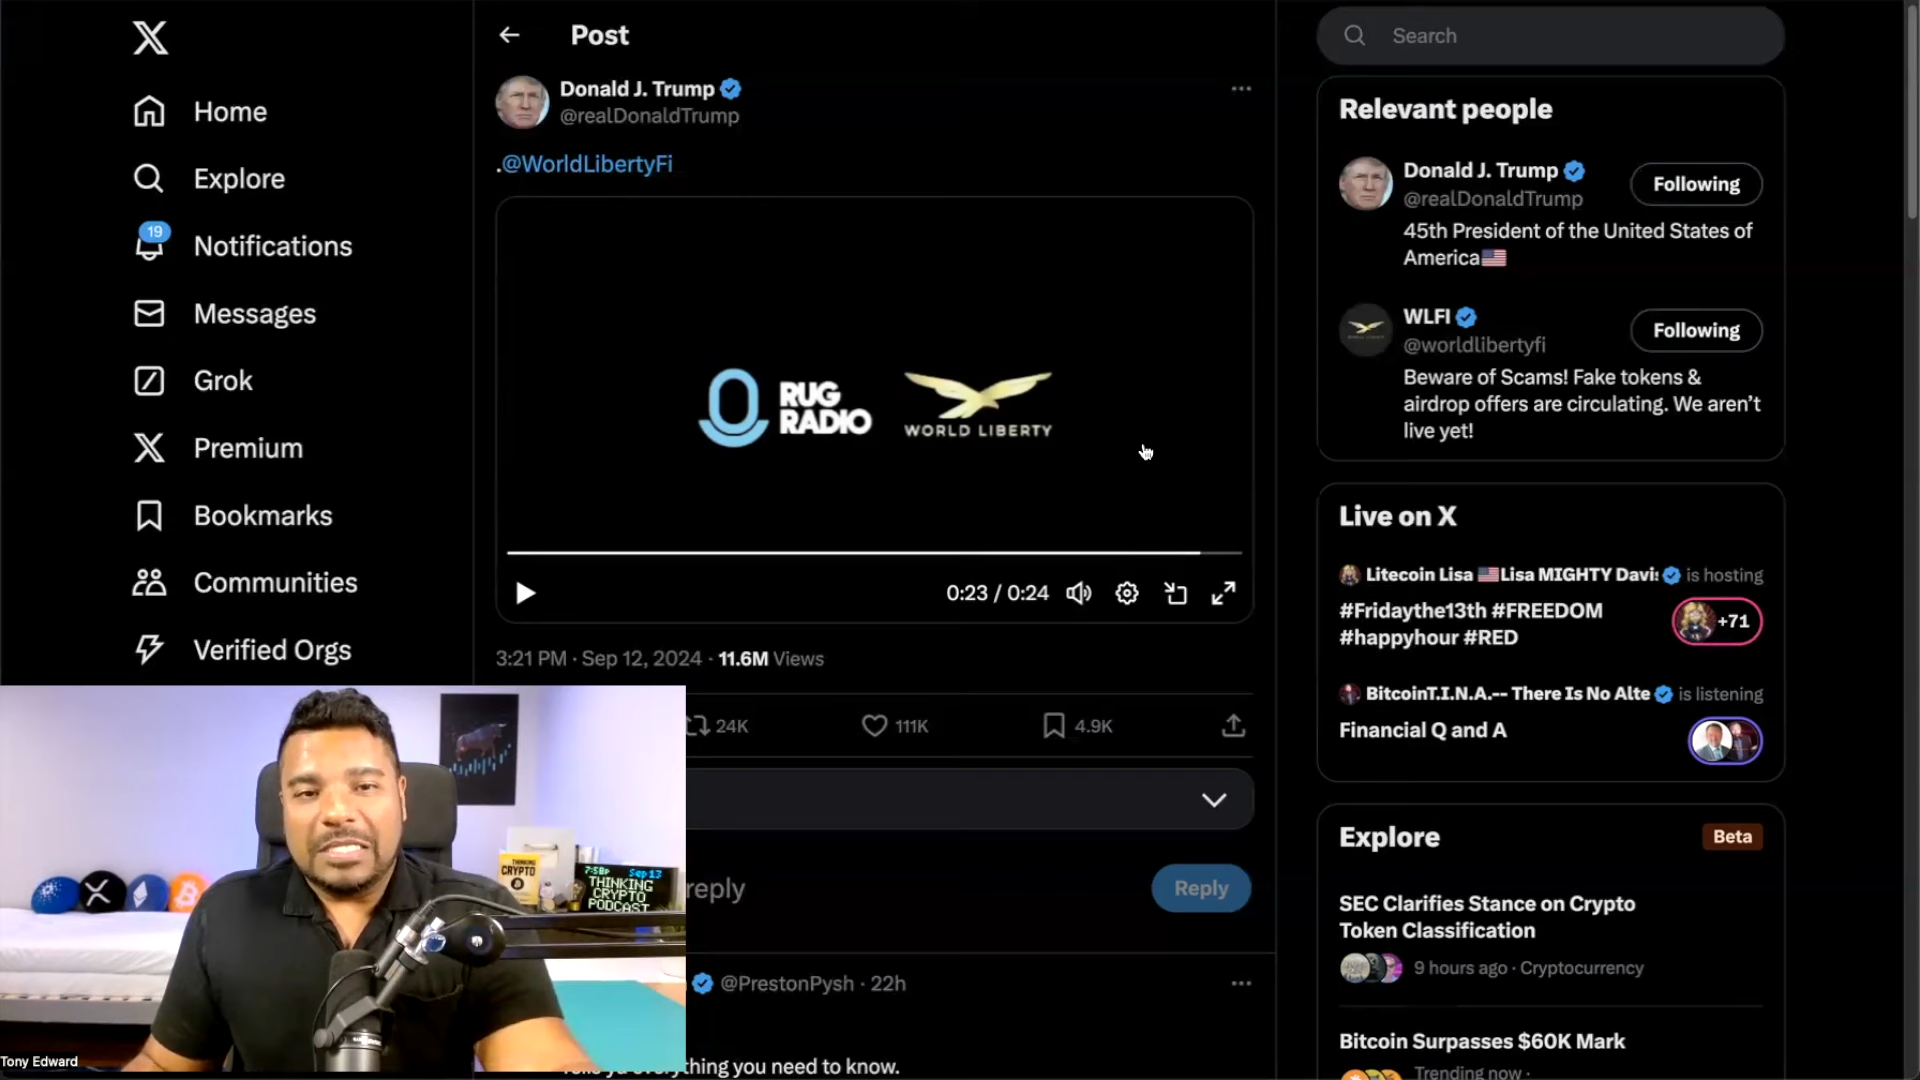 Home
Explore
19
Notifications
Messages
Grok
Premium
Bookmarks
Communities
Verified Orgs
Post
Donald J. Trump
@realDonaldTrump
.@WorldLibertyFi
RUG
RADIO
WORLD LIBERTY
0:23 / 0:24
3:21 PM · Sep 12, 2024 · 11.6M Views
24K
111K
4.9K
reply
Reply
@PrestonPysh · 22h
everything you need to know.
Search
Relevant people
Donald J. Trump
Following
@realDonaldTrump
45th President of the United States of
America
WLFI
Following
@worldlibertyfi
Beware of Scams! Fake tokens &
airdrop offers are circulating. We aren't
live yet!
Live on X
Litecoin Lisa Lisa MIGHTY Davi: is hosting
#Fridaythe13th #FREEDOM
#happyhour #RED
+71
BitcoinT.I.N.A.-- There Is No Alte is listening
Financial Q and A
Explore
Beta
SEC Clarifies Stance on Crypto
Token Classification
9 hours ago · Cryptocurrency
Bitcoin Surpasses $60K Mark
Trending now ·
THINKING
CRYPTO
7:58P Sep13
THINKING
CRYPTO
PODCAST
Tony Edward